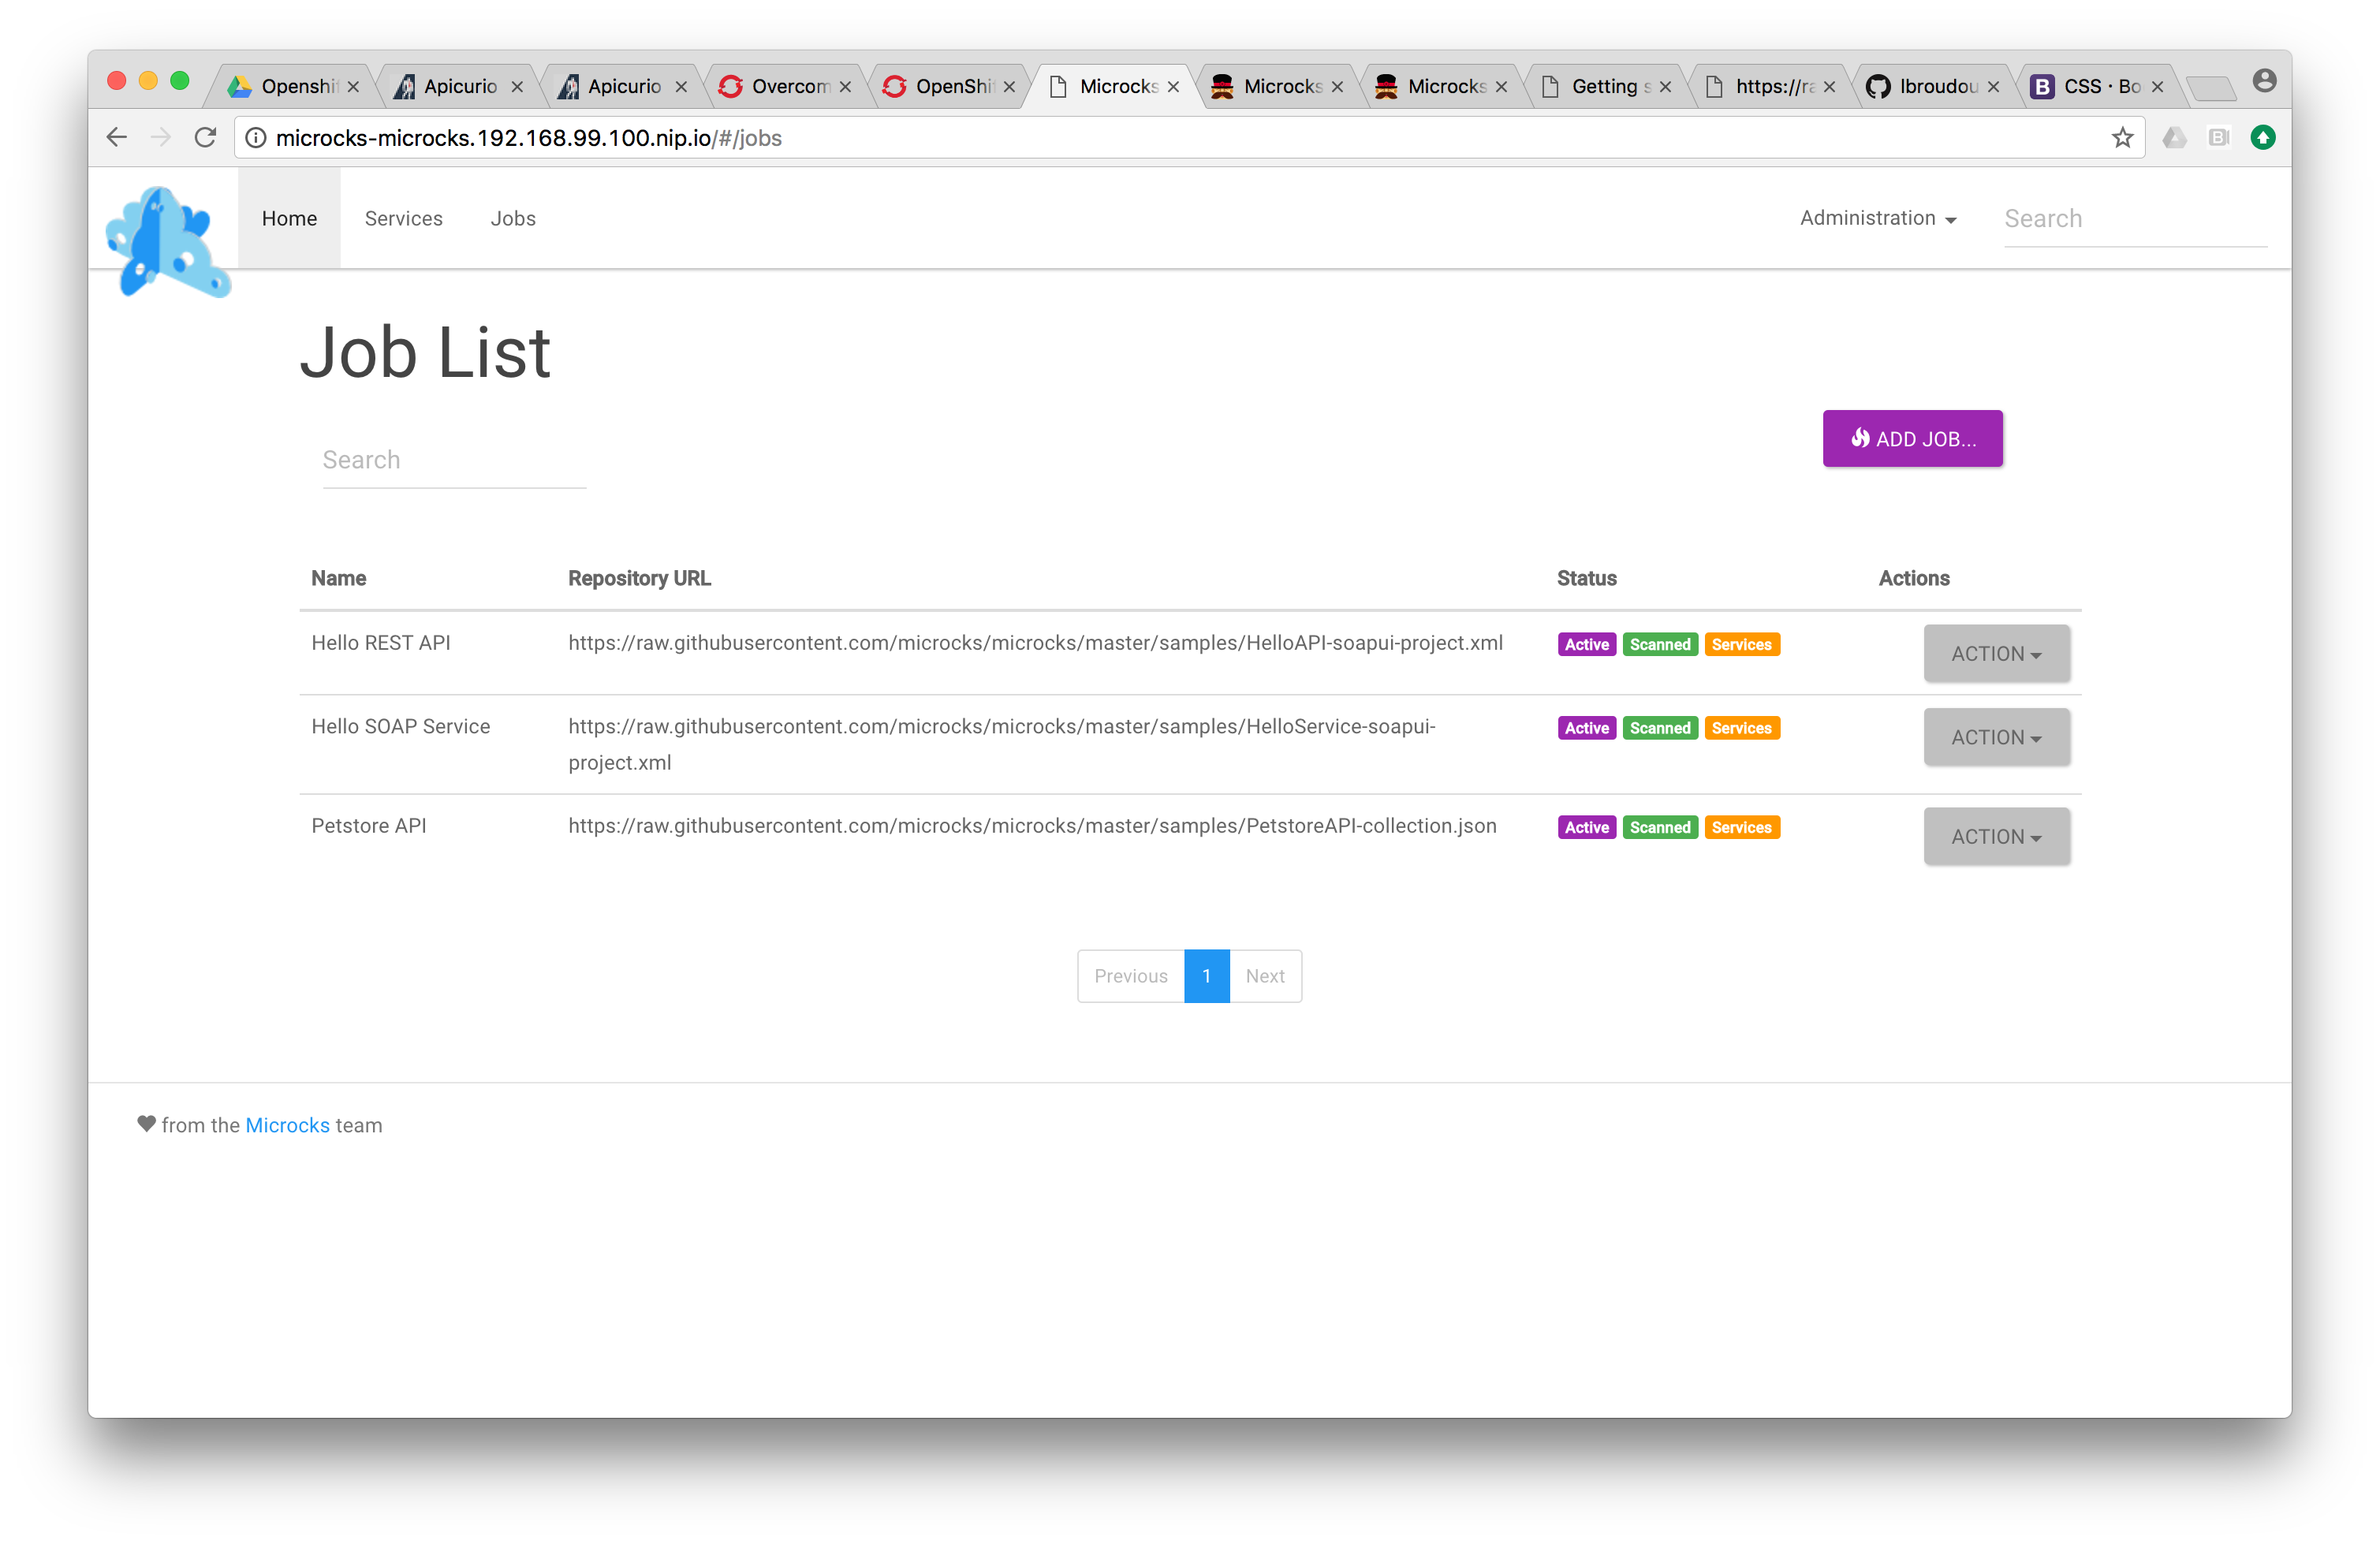 Openshif
Apicurio
Apicurio
Overcom
OpenShif
Microcks
Microcks
Microcks
Getting s
https://ra
lbroudou
B CSS · Bo
microcks-microcks.192.168.99.100.nip.io/#/jobs
Home Services Jobs Administration Search
Job List
Search ADD JOB...
Name Repository URL Status Actions
Hello REST API https://raw.githubusercontent.com/microcks/microcks/master/samples/HelloAPI-soapui-project.xml Active Scanned Services ACTION
Hello SOAP Service https://raw.githubusercontent.com/microcks/microcks/master/samples/HelloService-soapui- Active Scanned Services ACTION
project.xml
Petstore API https://raw.githubusercontent.com/microcks/microcks/master/samples/PetstoreAPI-collection.json Active Scanned Services ACTION
Previous 1 Next
from the Microcks team